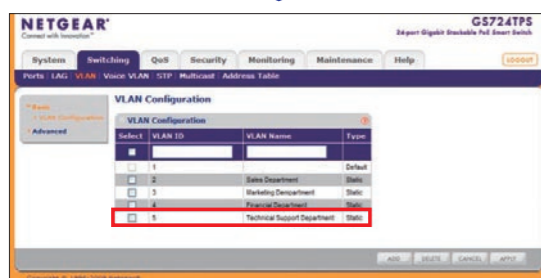 NETGEAR®
Connect with Innovation™
GS724TPS
24-port Gigabit Stackable PoE Smart Switch
System Switching QoS Security Monitoring Maintenance Help LOGOUT
Ports LAG VLAN Voice VLAN STP Multicast Address Table
Basic
VLAN Configuration
Advanced
VLAN Configuration
VLAN Configuration
Select VLAN ID VLAN Name Type
1 Default
2 Sales Department Static
3 Marketing Dempartment Static
4 Financial Department Static
5 Technical Support Department Static
ADD DELETE CANCEL APPLY